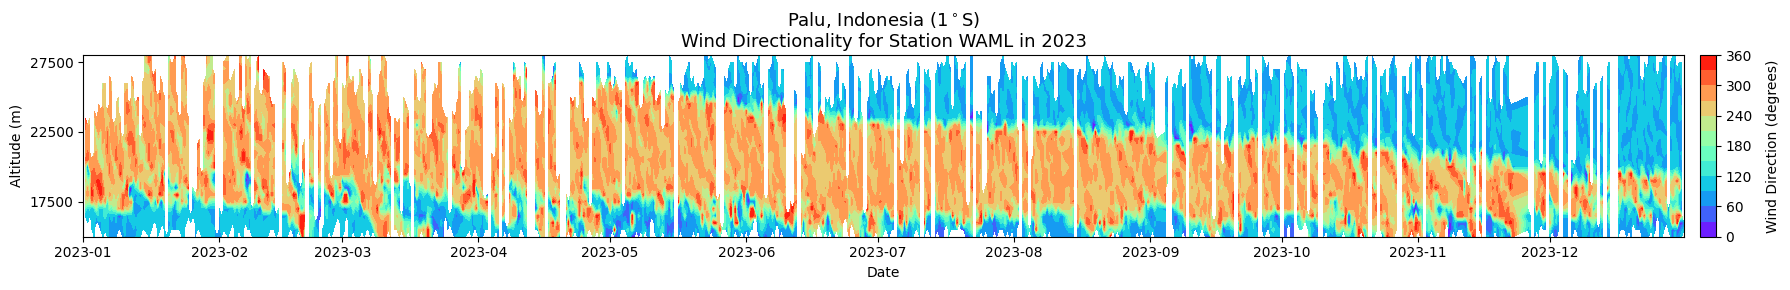 Palu, Indonesia (1°S)
Wind Directionality for Station WAML in 2023
Altitude (m)
27500
22500
17500
2023-01 2023-02 2023-03 2023-04 2023-05 2023-06 2023-07 2023-08 2023-09 2023-10 2023-11 2023-12
Date
360
300
240
180
120
60
0
Wind Direction (degrees)